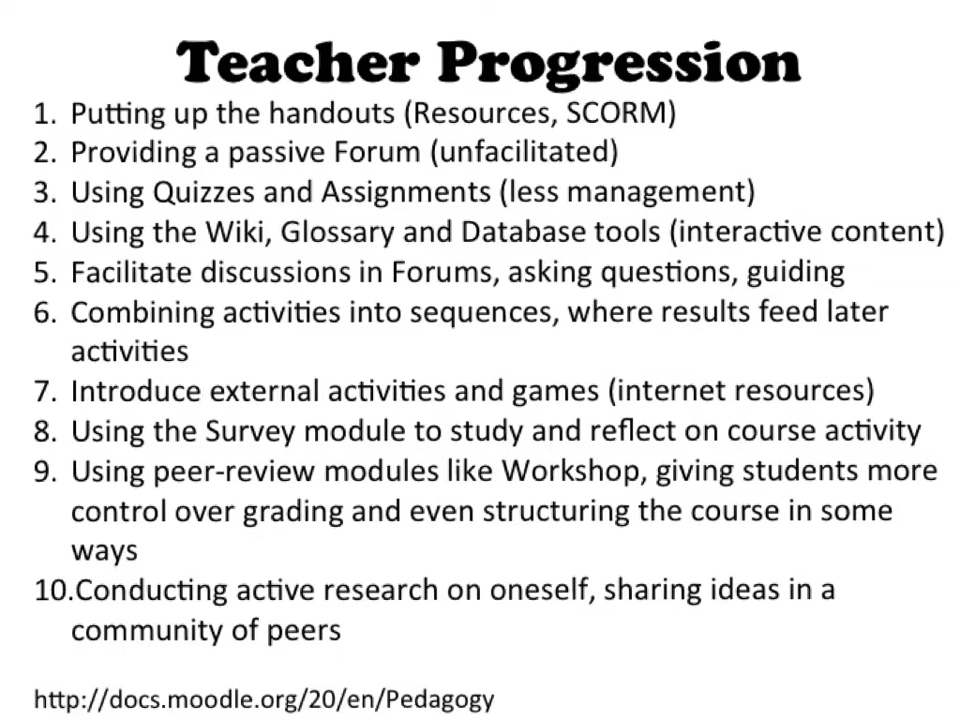 Teacher Progression
1. Putting up the handouts (Resources, SCORM)
2. Providing a passive Forum (unfacilitated)
3. Using Quizzes and Assignments (less management)
4. Using the Wiki, Glossary and Database tools (interactive content)
5. Facilitate discussions in Forums, asking questions, guiding
6. Combining activities into sequences, where results feed later
activities
7. Introduce external activities and games (internet resources)
8. Using the Survey module to study and reflect on course activity
9. Using peer-review modules like Workshop, giving students more
control over grading and even structuring the course in some
ways
10.Conducting active research on oneself, sharing ideas in a
community of peers
http://docs.moodle.org/20/en/Pedagogy